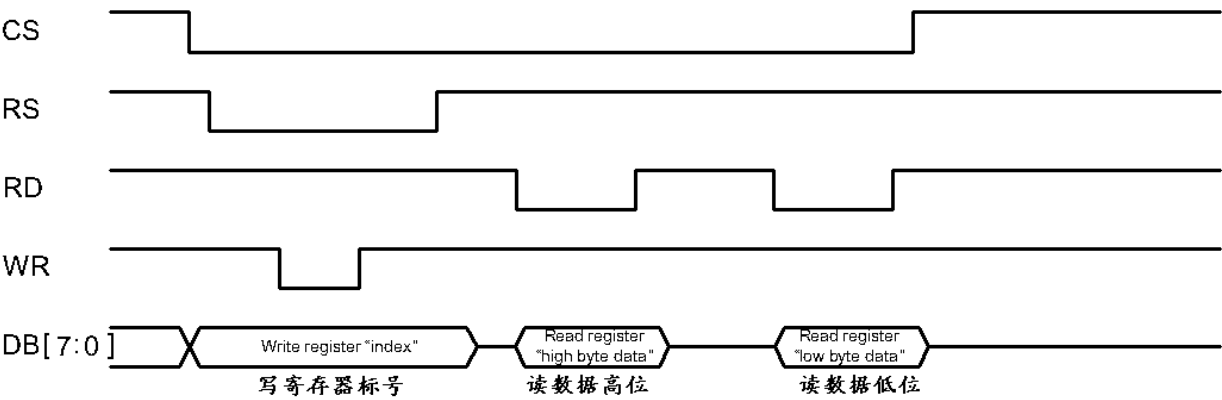 CS
RS
RD
WR
DB[7:0]
Write register "index"
Read register
"high byte data"
Read register
"low byte data"
写寄存器标号
读数据高位
读数据低位